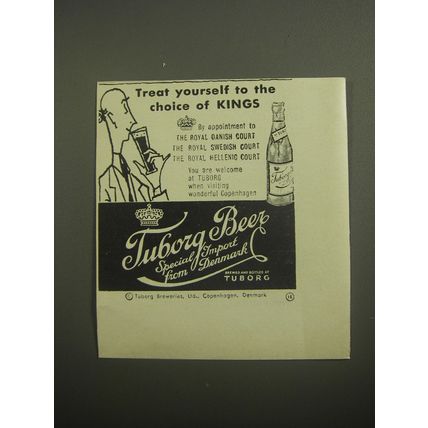 Treat yourself to the
choice of KINGS
By appointment to
THE ROYAL DANISH COURT
THE ROYAL SWEDISH COURT
THE ROYAL HELLENIC COURT
You are welcome
at TUBORG
when visiting
wonderful Copenhagen
Tuborg
Tuborg Beer
Special Import
from Denmark
BREWED AND BOTTLED BY
TUBORG
© Tuborg Breweries, Ltd., Copenhagen, Denmark